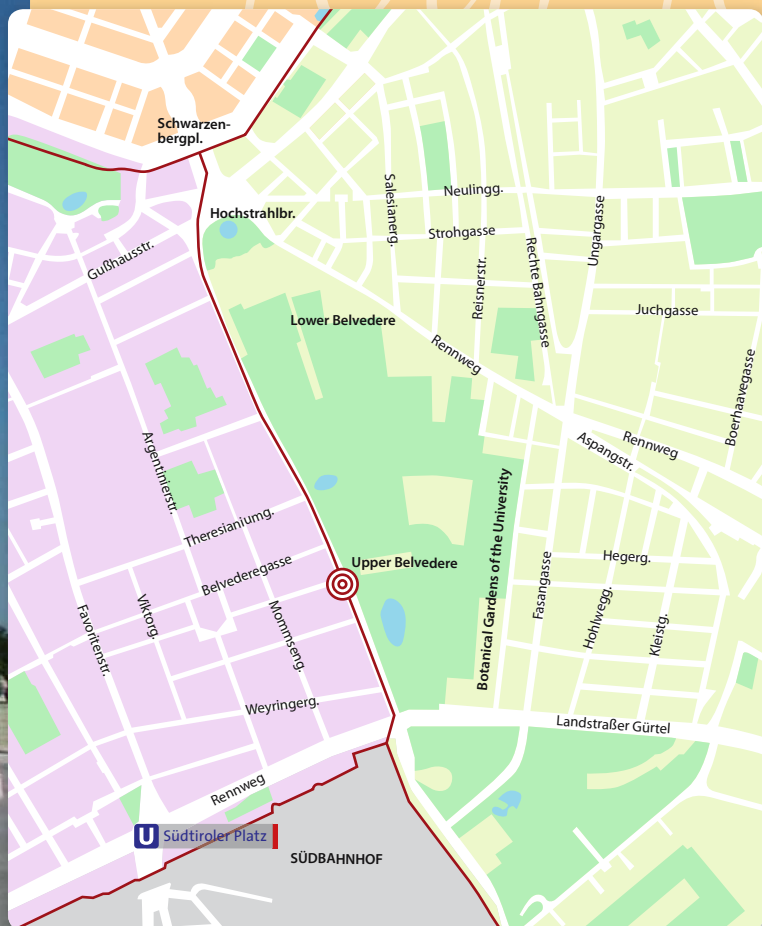 Schwarzen-
bergpl.
Salesianerg.
Neulingg.
Hochstrahlbr.
Strohgasse
Ungargasse
Gußhausstr.
Reisnerstr.
Rechte Bahngasse
Lower Belvedere
Juchgasse
Rennweg
Boerhaavegasse
Argentinierstr.
Aspangstr.
Rennweg
Botanical Gardens of the University
Theresianiumg.
Upper Belvedere
Hegerg.
Belvederegasse
Fasangasse
Viktorg.
Favoritenstr.
Mommseng.
Hohlwegg.
Kleistg.
Weyringerg.
Landstraßer Gürtel
Rennweg
U Südtiroler Platz
SÜDBAHNHOF